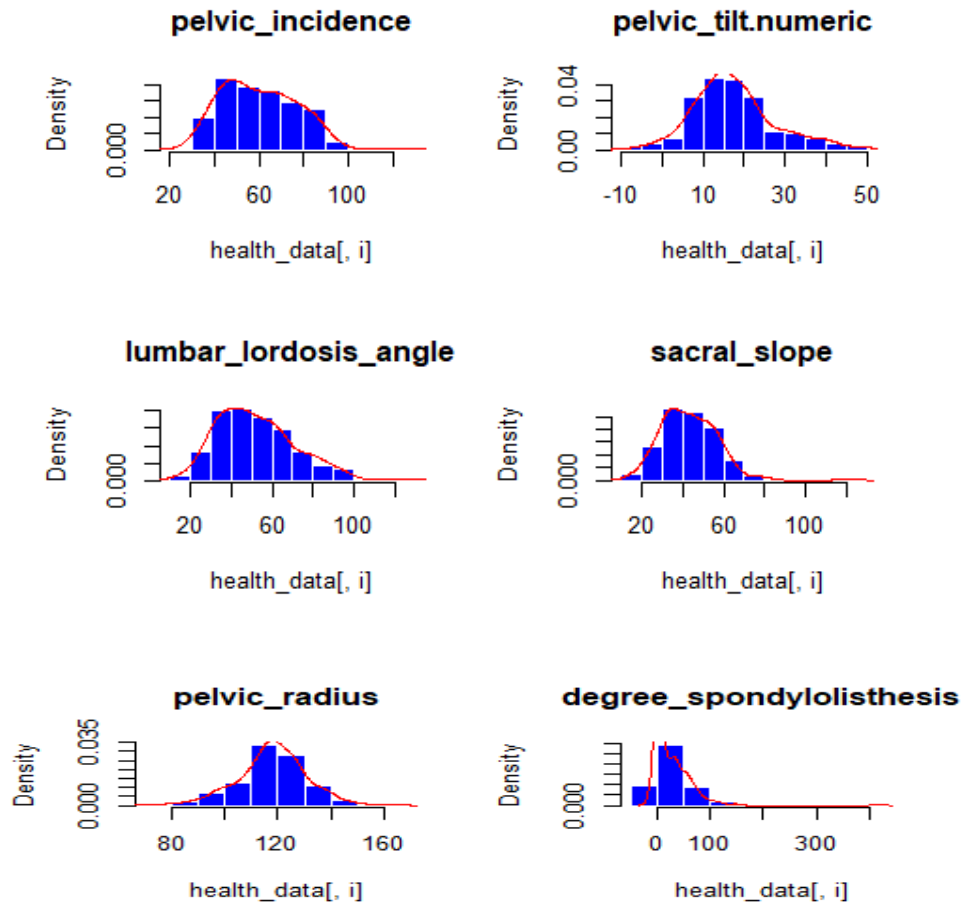 pelvic_incidence
Density
0.000
20 60 100
health_data[, i]
pelvic_tilt.numeric
Density
0.00 0.04
-10 10 30 50
health_data[, i]
lumbar_lordosis_angle
Density
0.000
20 60 100
health_data[, i]
sacral_slope
Density
0.000
20 60 100
health_data[, i]
pelvic_radius
Density
0.000 0.035
80 120 160
health_data[, i]
degree_spondylolisthesis
Density
0.000
0 100 300
health_data[, i]